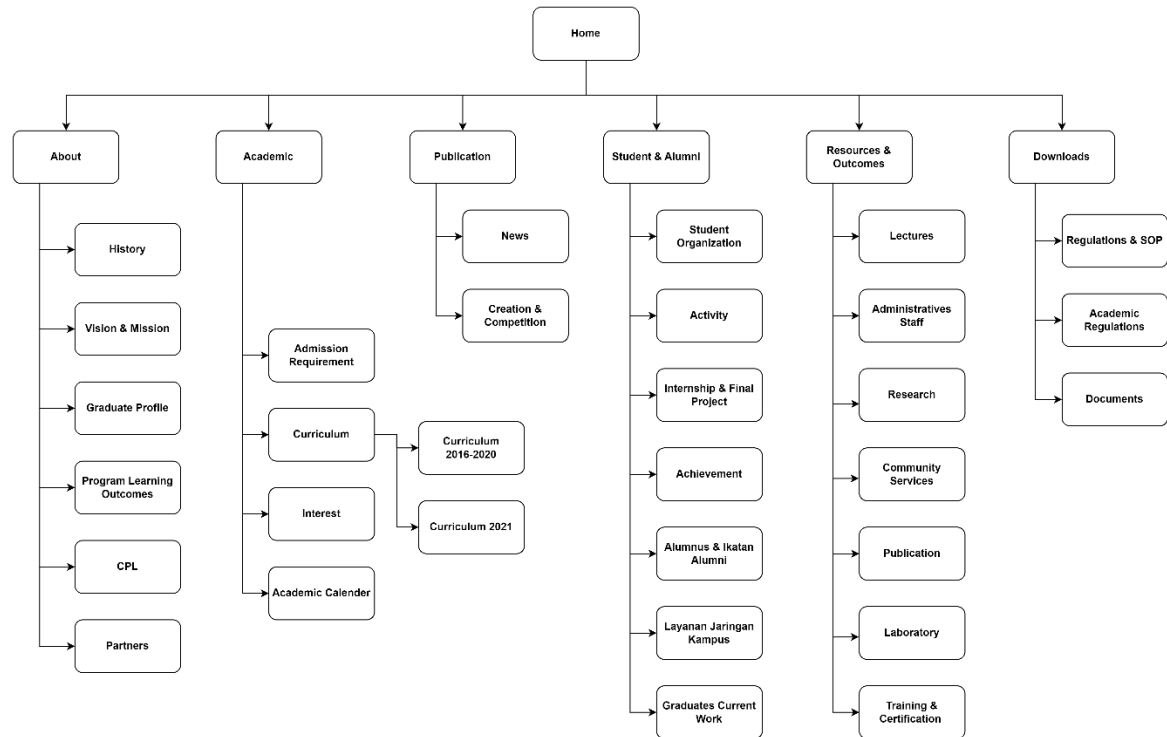 Home
About
Academic
Publication
Student & Alumni
Resources &
Outcomes
Downloads
History
Vision & Mission
Graduate Profile
Program Learning
Outcomes
CPL
Partners
Admission
Requirement
Curriculum
Interest
Academic Calender
Curriculum
2016-2020
Curriculum 2021
News
Creation &
Competition
Student
Organization
Activity
Internship & Final
Project
Achievement
Alumnus & Ikatan
Alumni
Layanan Jaringan
Kampus
Graduates Current
Work
Lectures
Administratives
Staff
Research
Community
Services
Publication
Laboratory
Training &
Certification
Regulations & SOP
Academic
Regulations
Documents